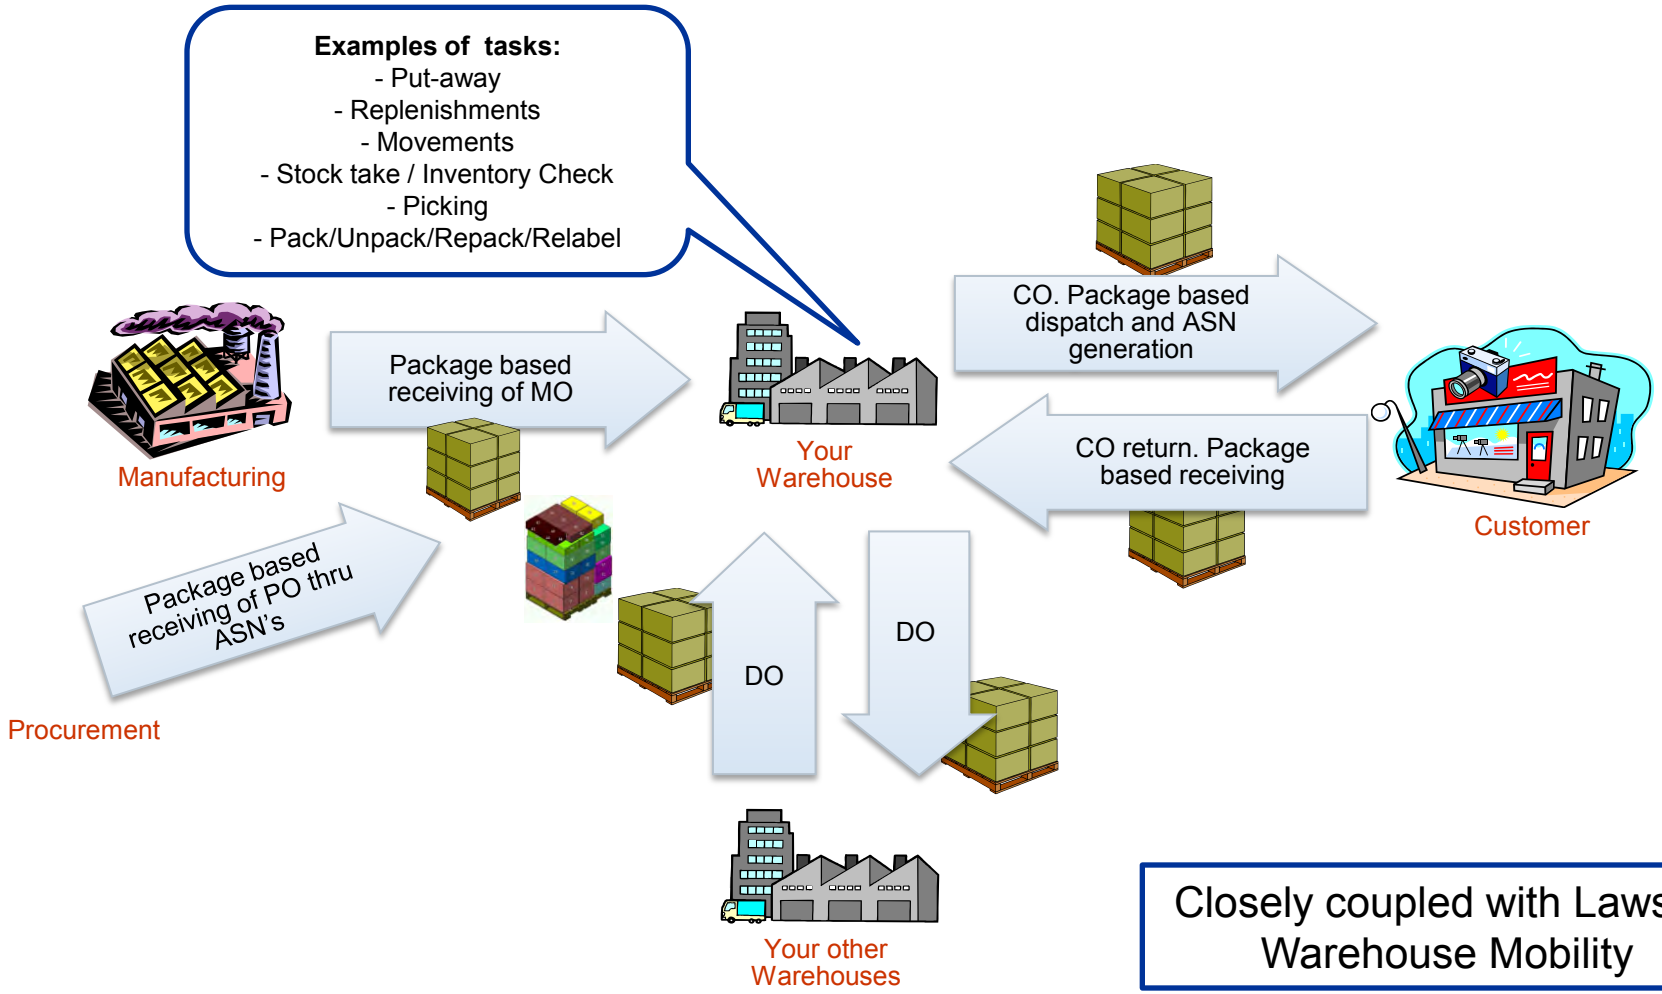 Examples of  tasks:
- Put-away
- Replenishments
- Movements
- Stock take / Inventory Check
- Picking
- Pack/Unpack/Repack/Relabel
CO. Package based
dispatch and ASN
generation
Package based
receiving of MO
Manufacturing
Your
Warehouse
CO return. Package
based receiving
Customer
Package based
receiving of PO thru
ASN’s
Procurement
DO
DO
Your other
Warehouses
Closely coupled with Laws
Warehouse Mobility